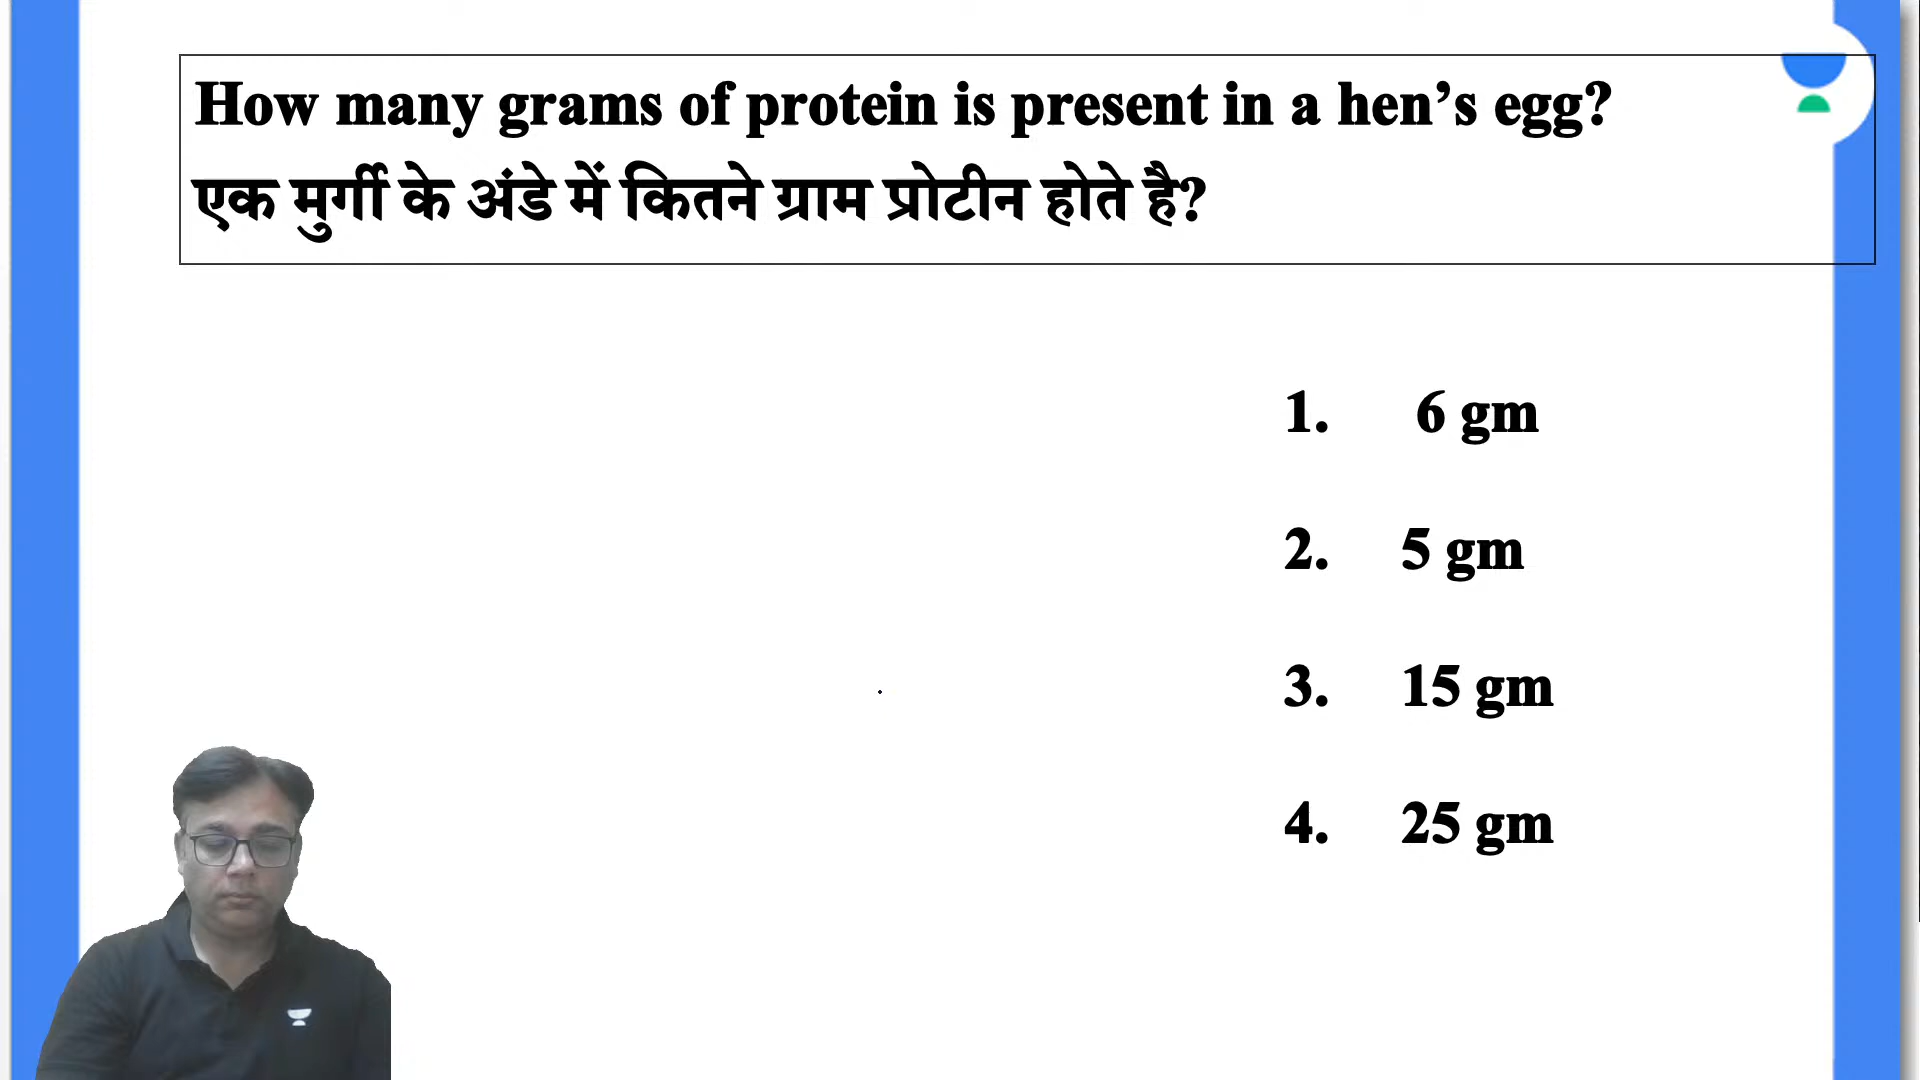 How many grams of protein is present in a hen’s egg?
एक मुर्गी के अंडे में कितने ग्राम प्रोटीन होते है?
1. 6 gm
2. 5 gm
3. 15 gm
4. 25 gm